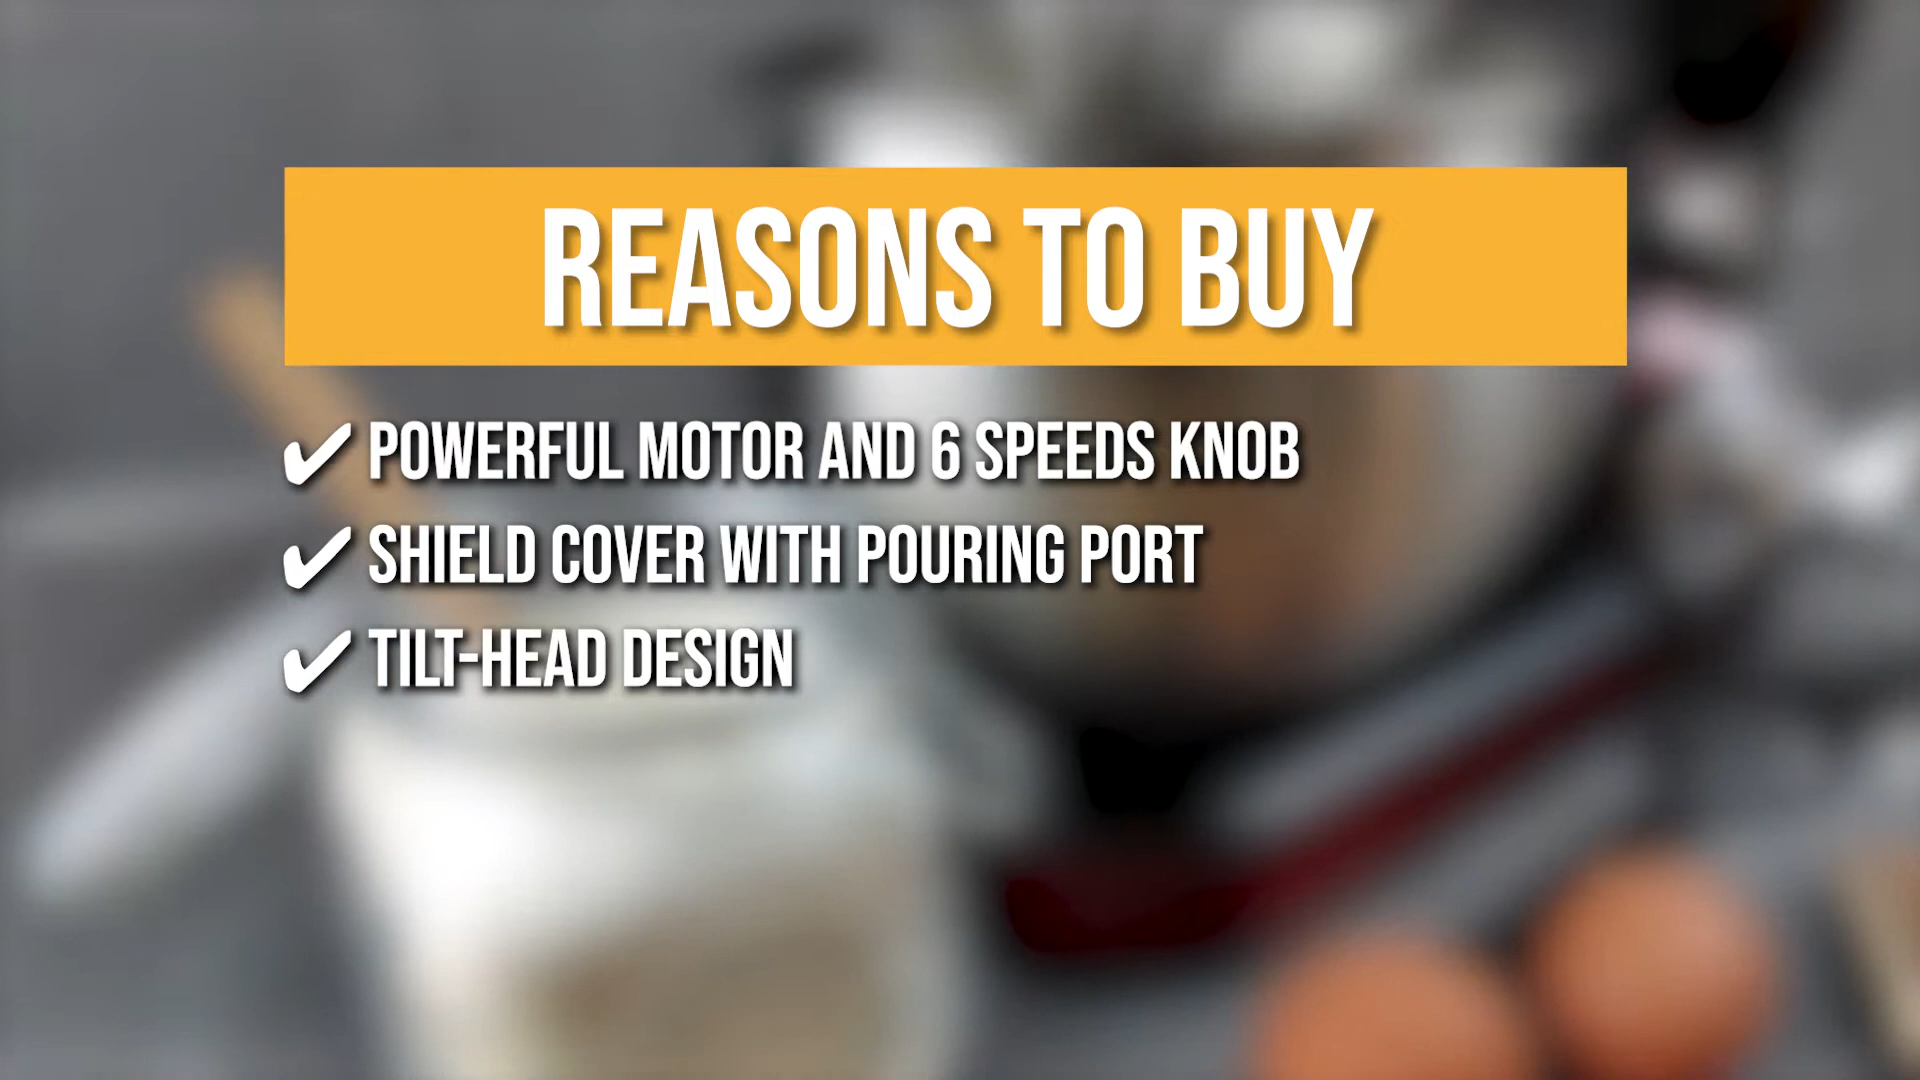 REASONS TO BUY
✔ POWERFUL MOTOR AND 6 SPEEDS KNOB
✔ SHIELD COVER WITH POURING PORT
✔ TILT-HEAD DESIGN